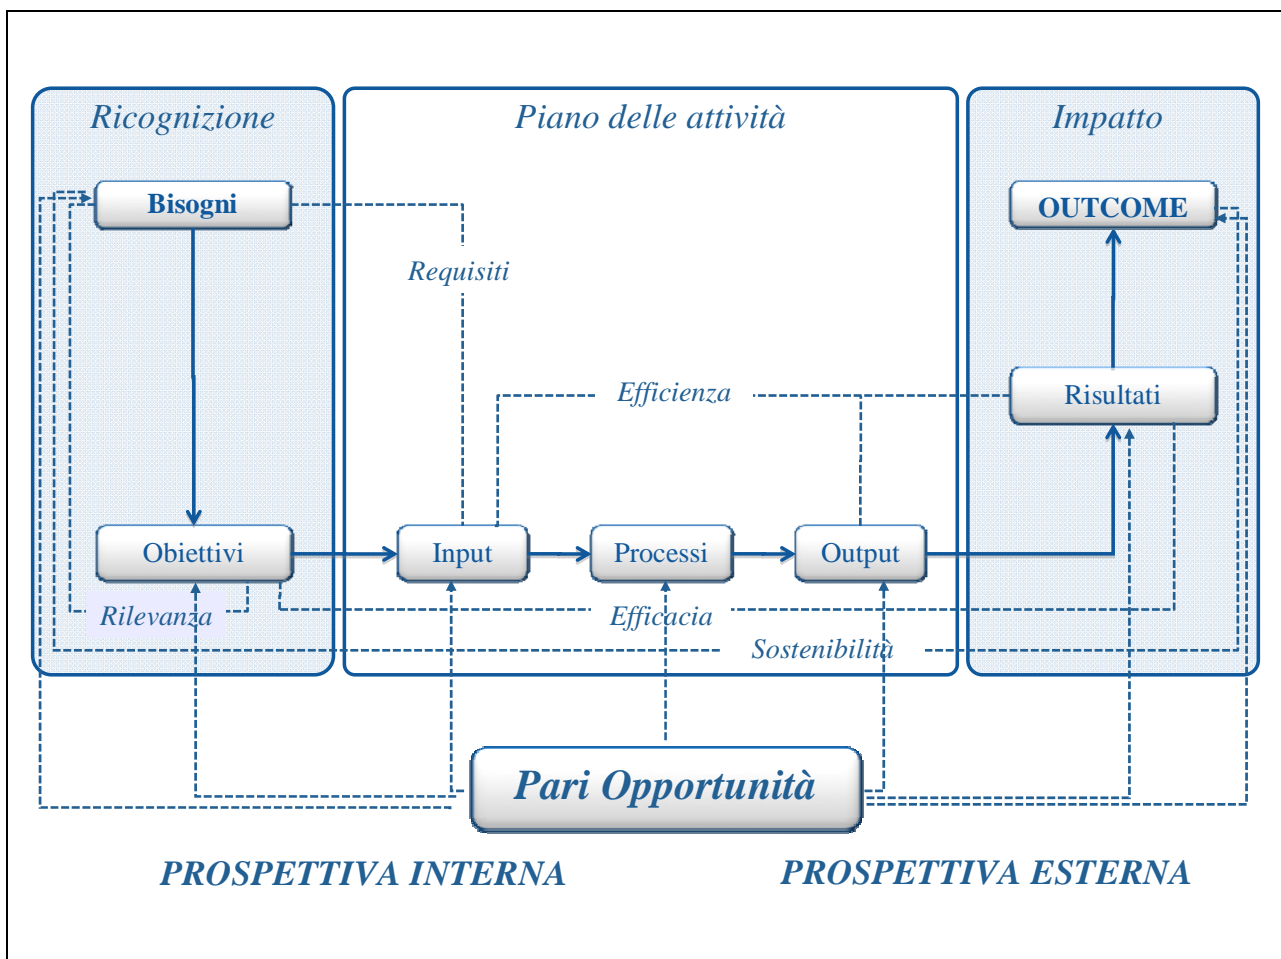 Ricognizione
Piano delle attività
Impatto
Bisogni
OUTCOME
Requisiti
Efficienza
Risultati
Obiettivi
Input
Processi
Output
Rilevanza
Efficacia
Sostenibilità
Pari Opportunità
PROSPETTIVA INTERNA
PROSPETTIVA ESTERNA